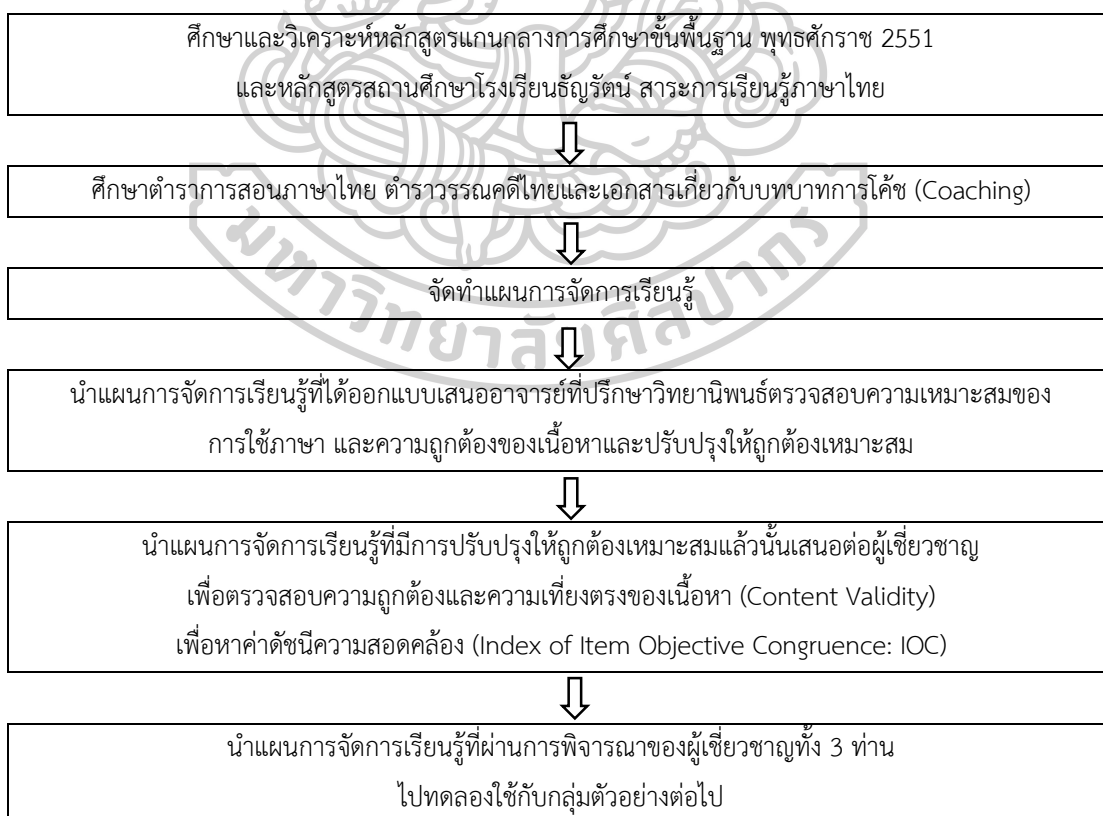 ศึกษาและวิเคราะห์หลักสูตรแกนกลางการศึกษาขั้นพื้นฐาน พุทธศักราช 2551
และหลักสูตรสถานศึกษาโรงเรียนธัญรัตน์ สาระการเรียนรู้ภาษาไทย
ศึกษาตำราการสอนภาษาไทย ตำราวรรณคดีไทยและเอกสารเกี่ยวกับบทบาทการโค้ช (Coaching)
จัดทำแผนการจัดการเรียนรู้
มหาวิทยาลัยศิลปากร
นำแผนการจัดการเรียนรู้ที่ได้ออกแบบเสนออาจารย์ที่ปรึกษาวิทยานิพนธ์ตรวจสอบความเหมาะสมของ
การใช้ภาษา และความถูกต้องของเนื้อหาและปรับปรุงให้ถูกต้องเหมาะสม
นำแผนการจัดการเรียนรู้ที่มีการปรับปรุงให้ถูกต้องเหมาะสมแล้วนั้นเสนอต่อผู้เชี่ยวชาญ
เพื่อตรวจสอบความถูกต้องและความเที่ยงตรงของเนื้อหา (Content Validity)
เพื่อหาค่าดัชนีความสอดคล้อง (Index of Item Objective Congruence: IOC)
นำแผนการจัดการเรียนรู้ที่ผ่านการพิจารณาของผู้เชี่ยวชาญทั้ง 3 ท่าน
ไปทดลองใช้กับกลุ่มตัวอย่างต่อไป